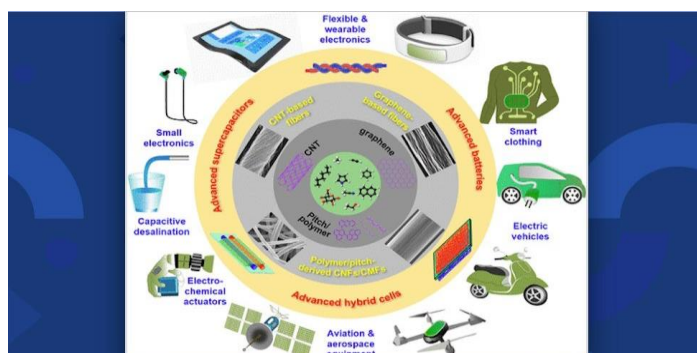 Flexible &
wearable
electronics
Small
electronics
Smart
clothing
Capacitive
desalination
Electric
vehicles
Electro-
chemical
actuators
Aviation &
aerospace
equipment
Advanced supercapacitors
Advanced batteries
Advanced hybrid cells
CNT-based
fibers
Graphene-
based fibers
Polymer/pitch-
derived CNFs/CMFs
CNT
graphene
Pitch/
polymer